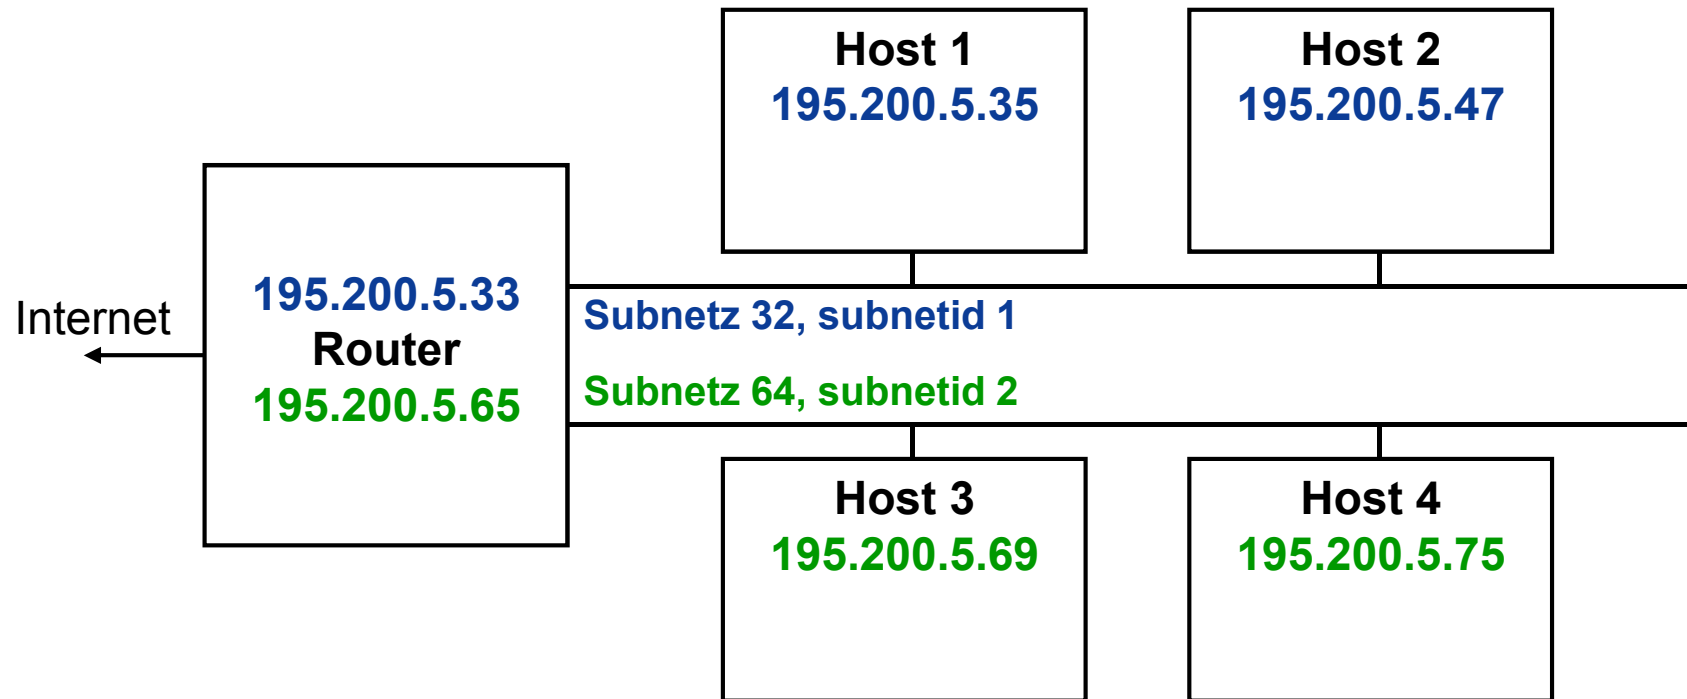 Host 1
195.200.5.35
Host 2
195.200.5.47
Internet
195.200.5.33
Router
195.200.5.65
Subnetz 32, subnetid 1
Subnetz 64, subnetid 2
Host 3
195.200.5.69
Host 4
195.200.5.75